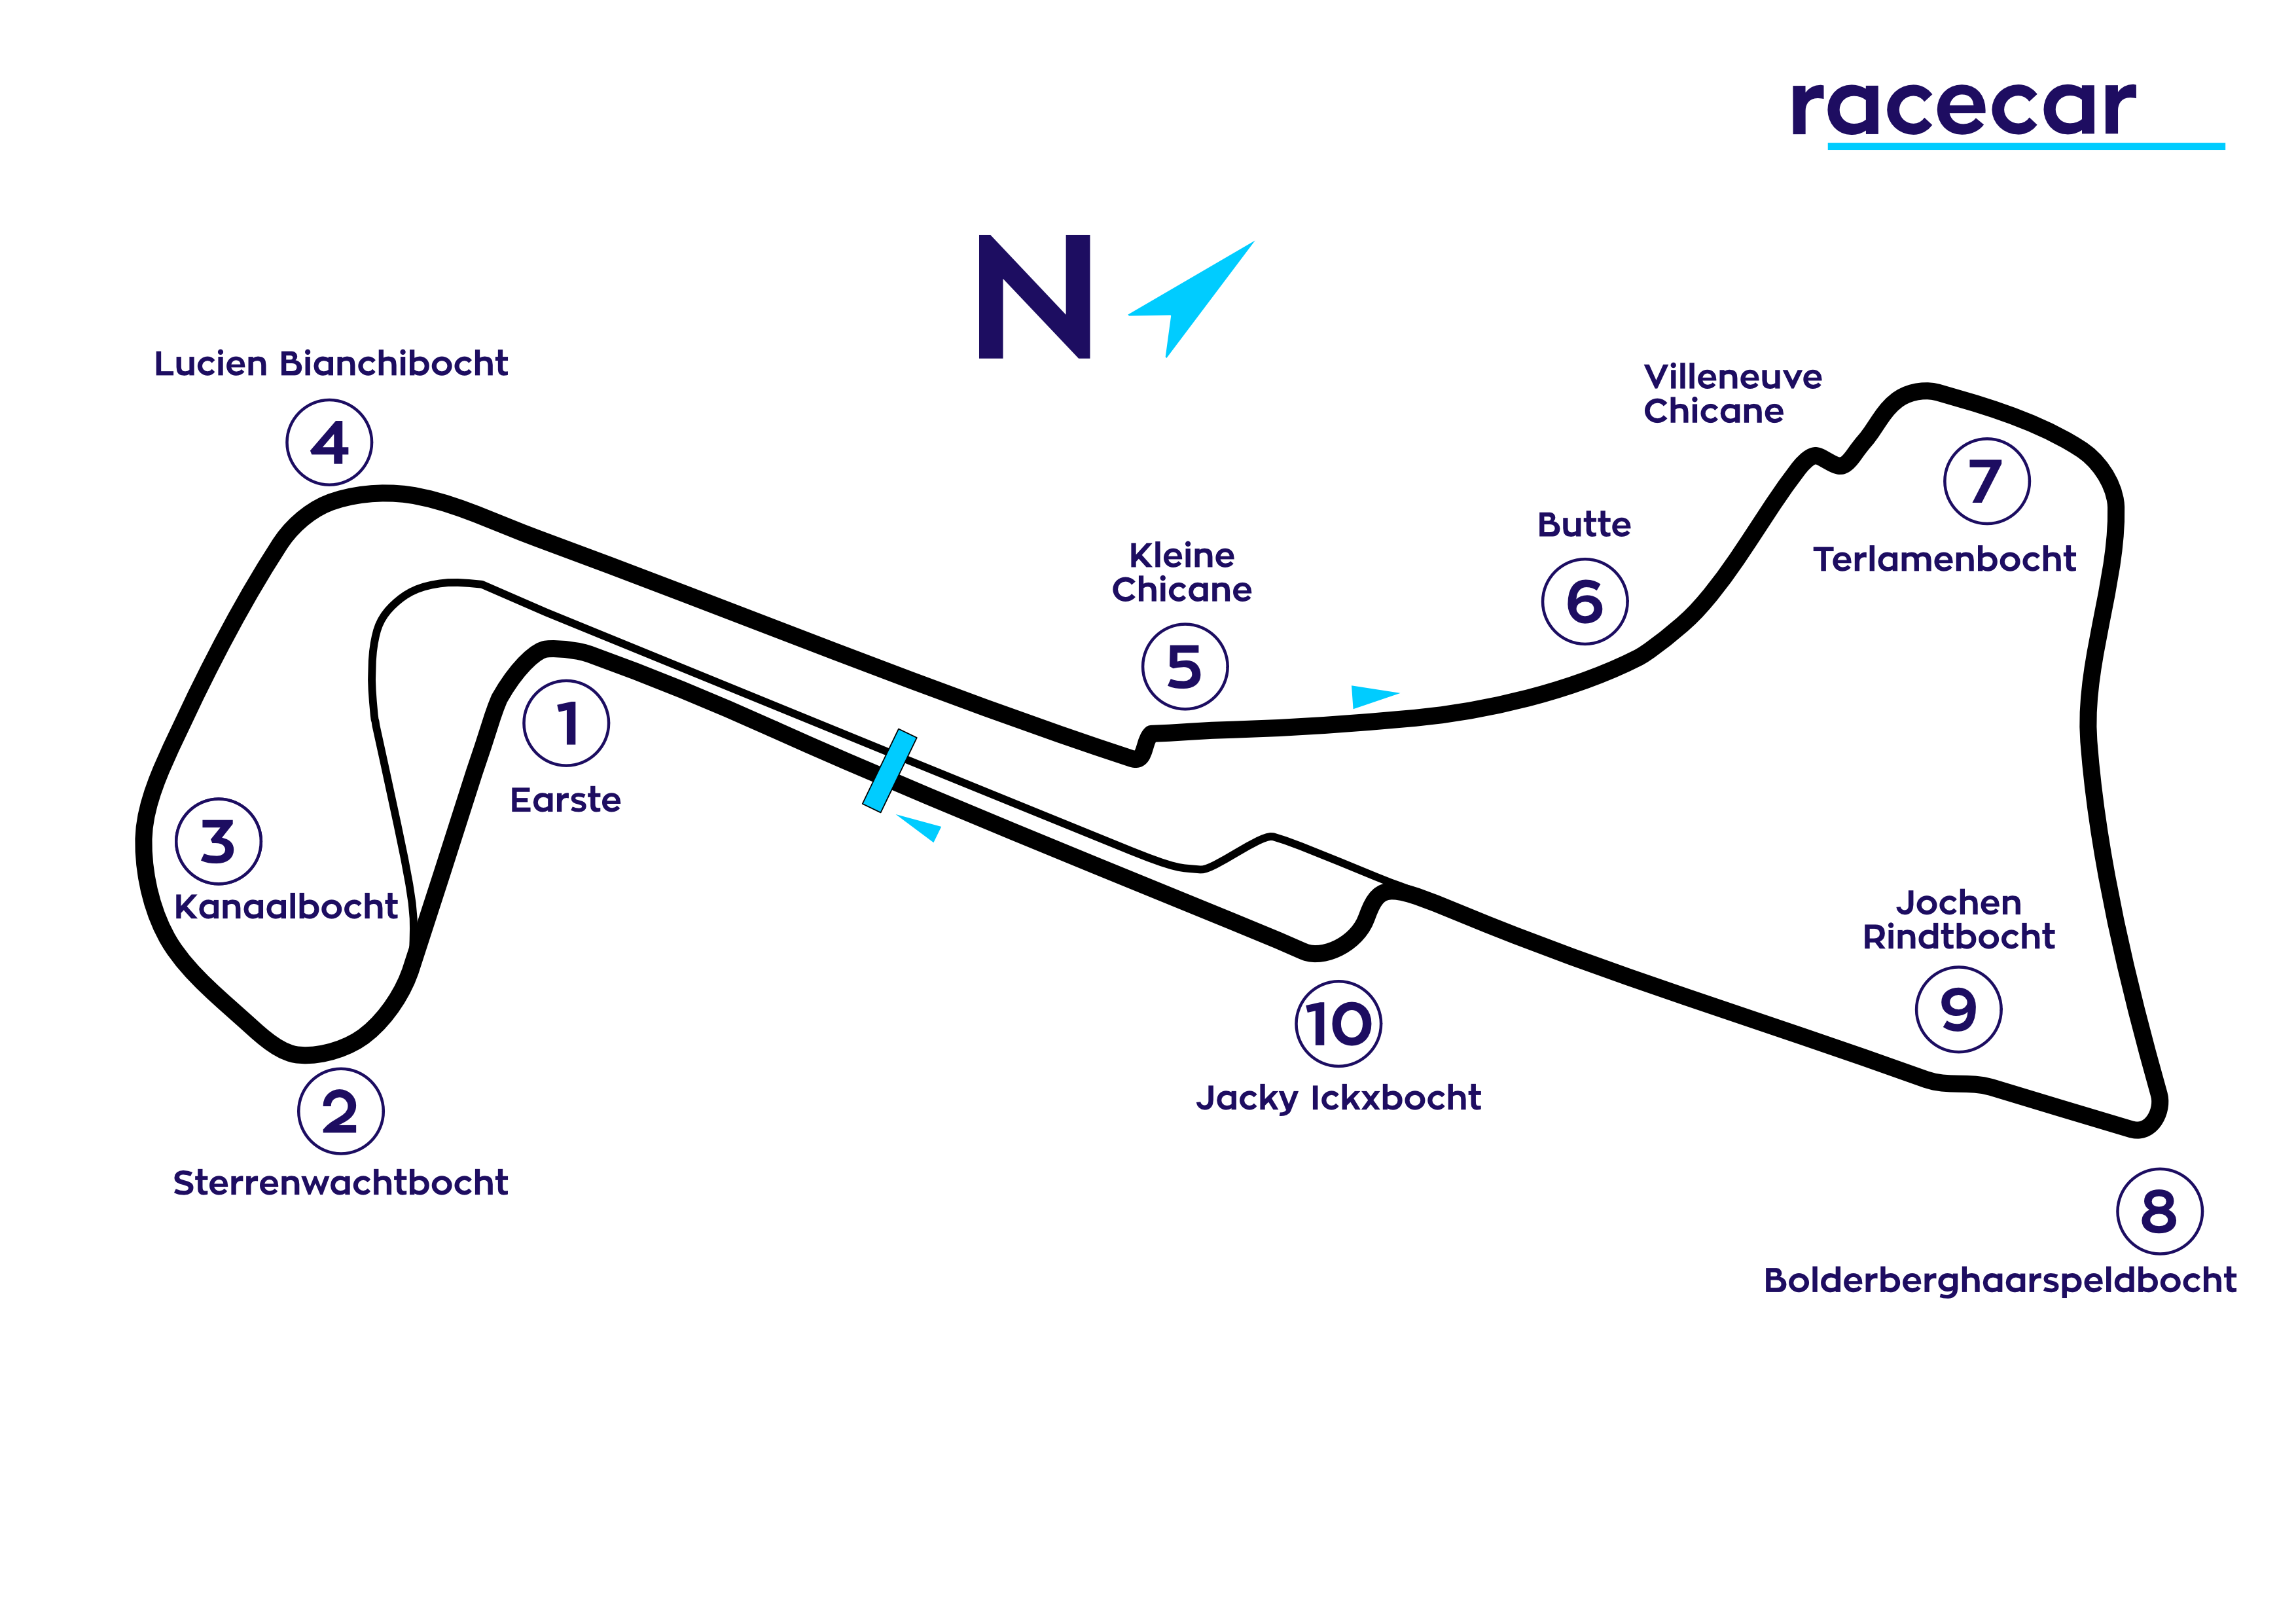 racecar
N
Lucien Bianchibocht
4
Villeneuve
Chicane
7
Terlamenbocht
Butte
6
Kleine
Chicane
5
1
Earste
3
Kanaalbocht
Jochen
Rindtbocht
9
10
Jacky Ickxbocht
2
Sterrenwachtbocht
8
Bolderberghaarspeldbocht